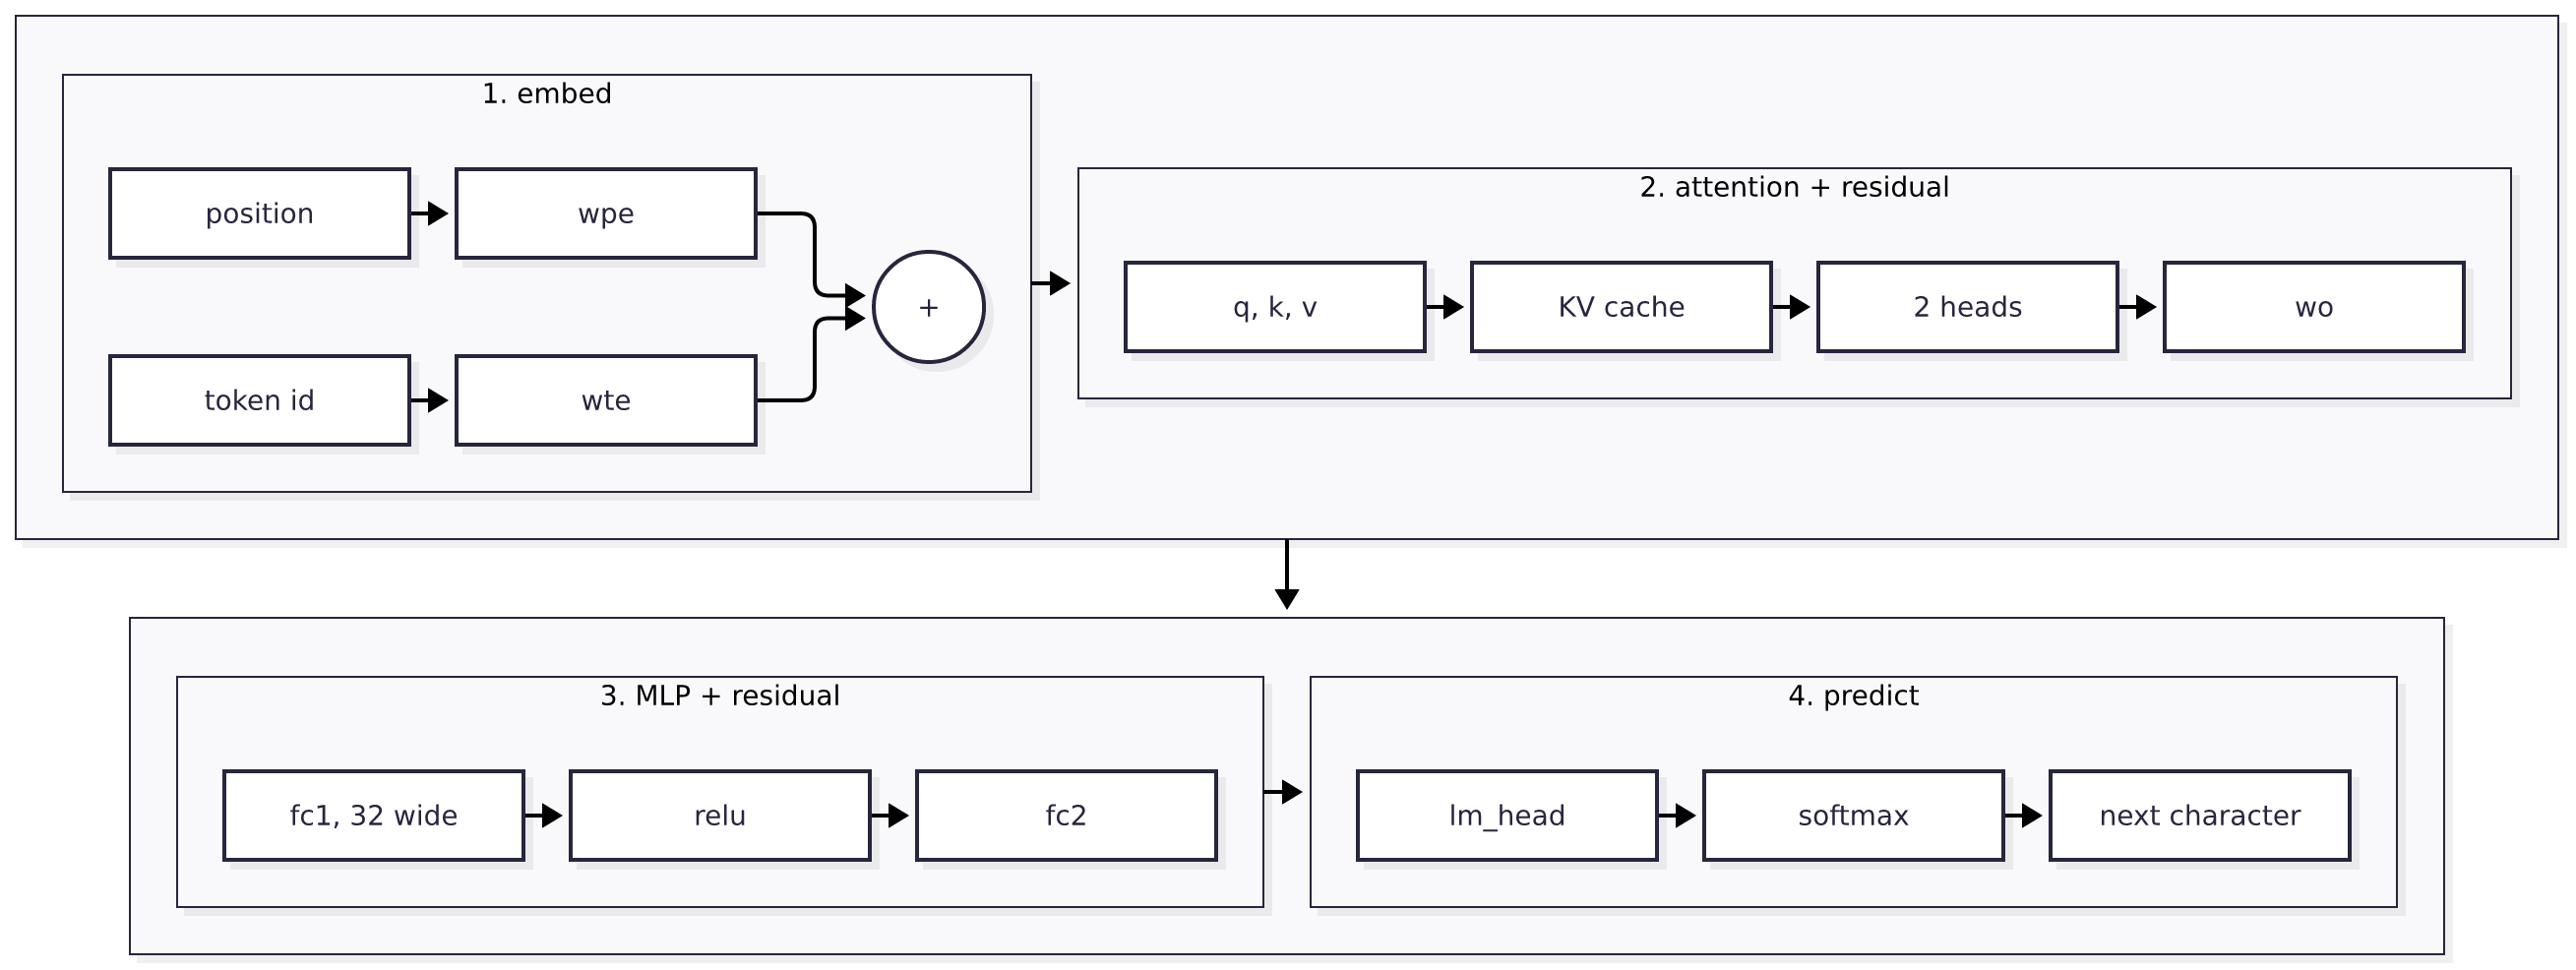 1. embed
position
wpe
+
token id
wte
2. attention + residual
q, k, v
KV cache
2 heads
wo
3. MLP + residual
fc1, 32 wide
relu
fc2
4. predict
lm_head
softmax
next character